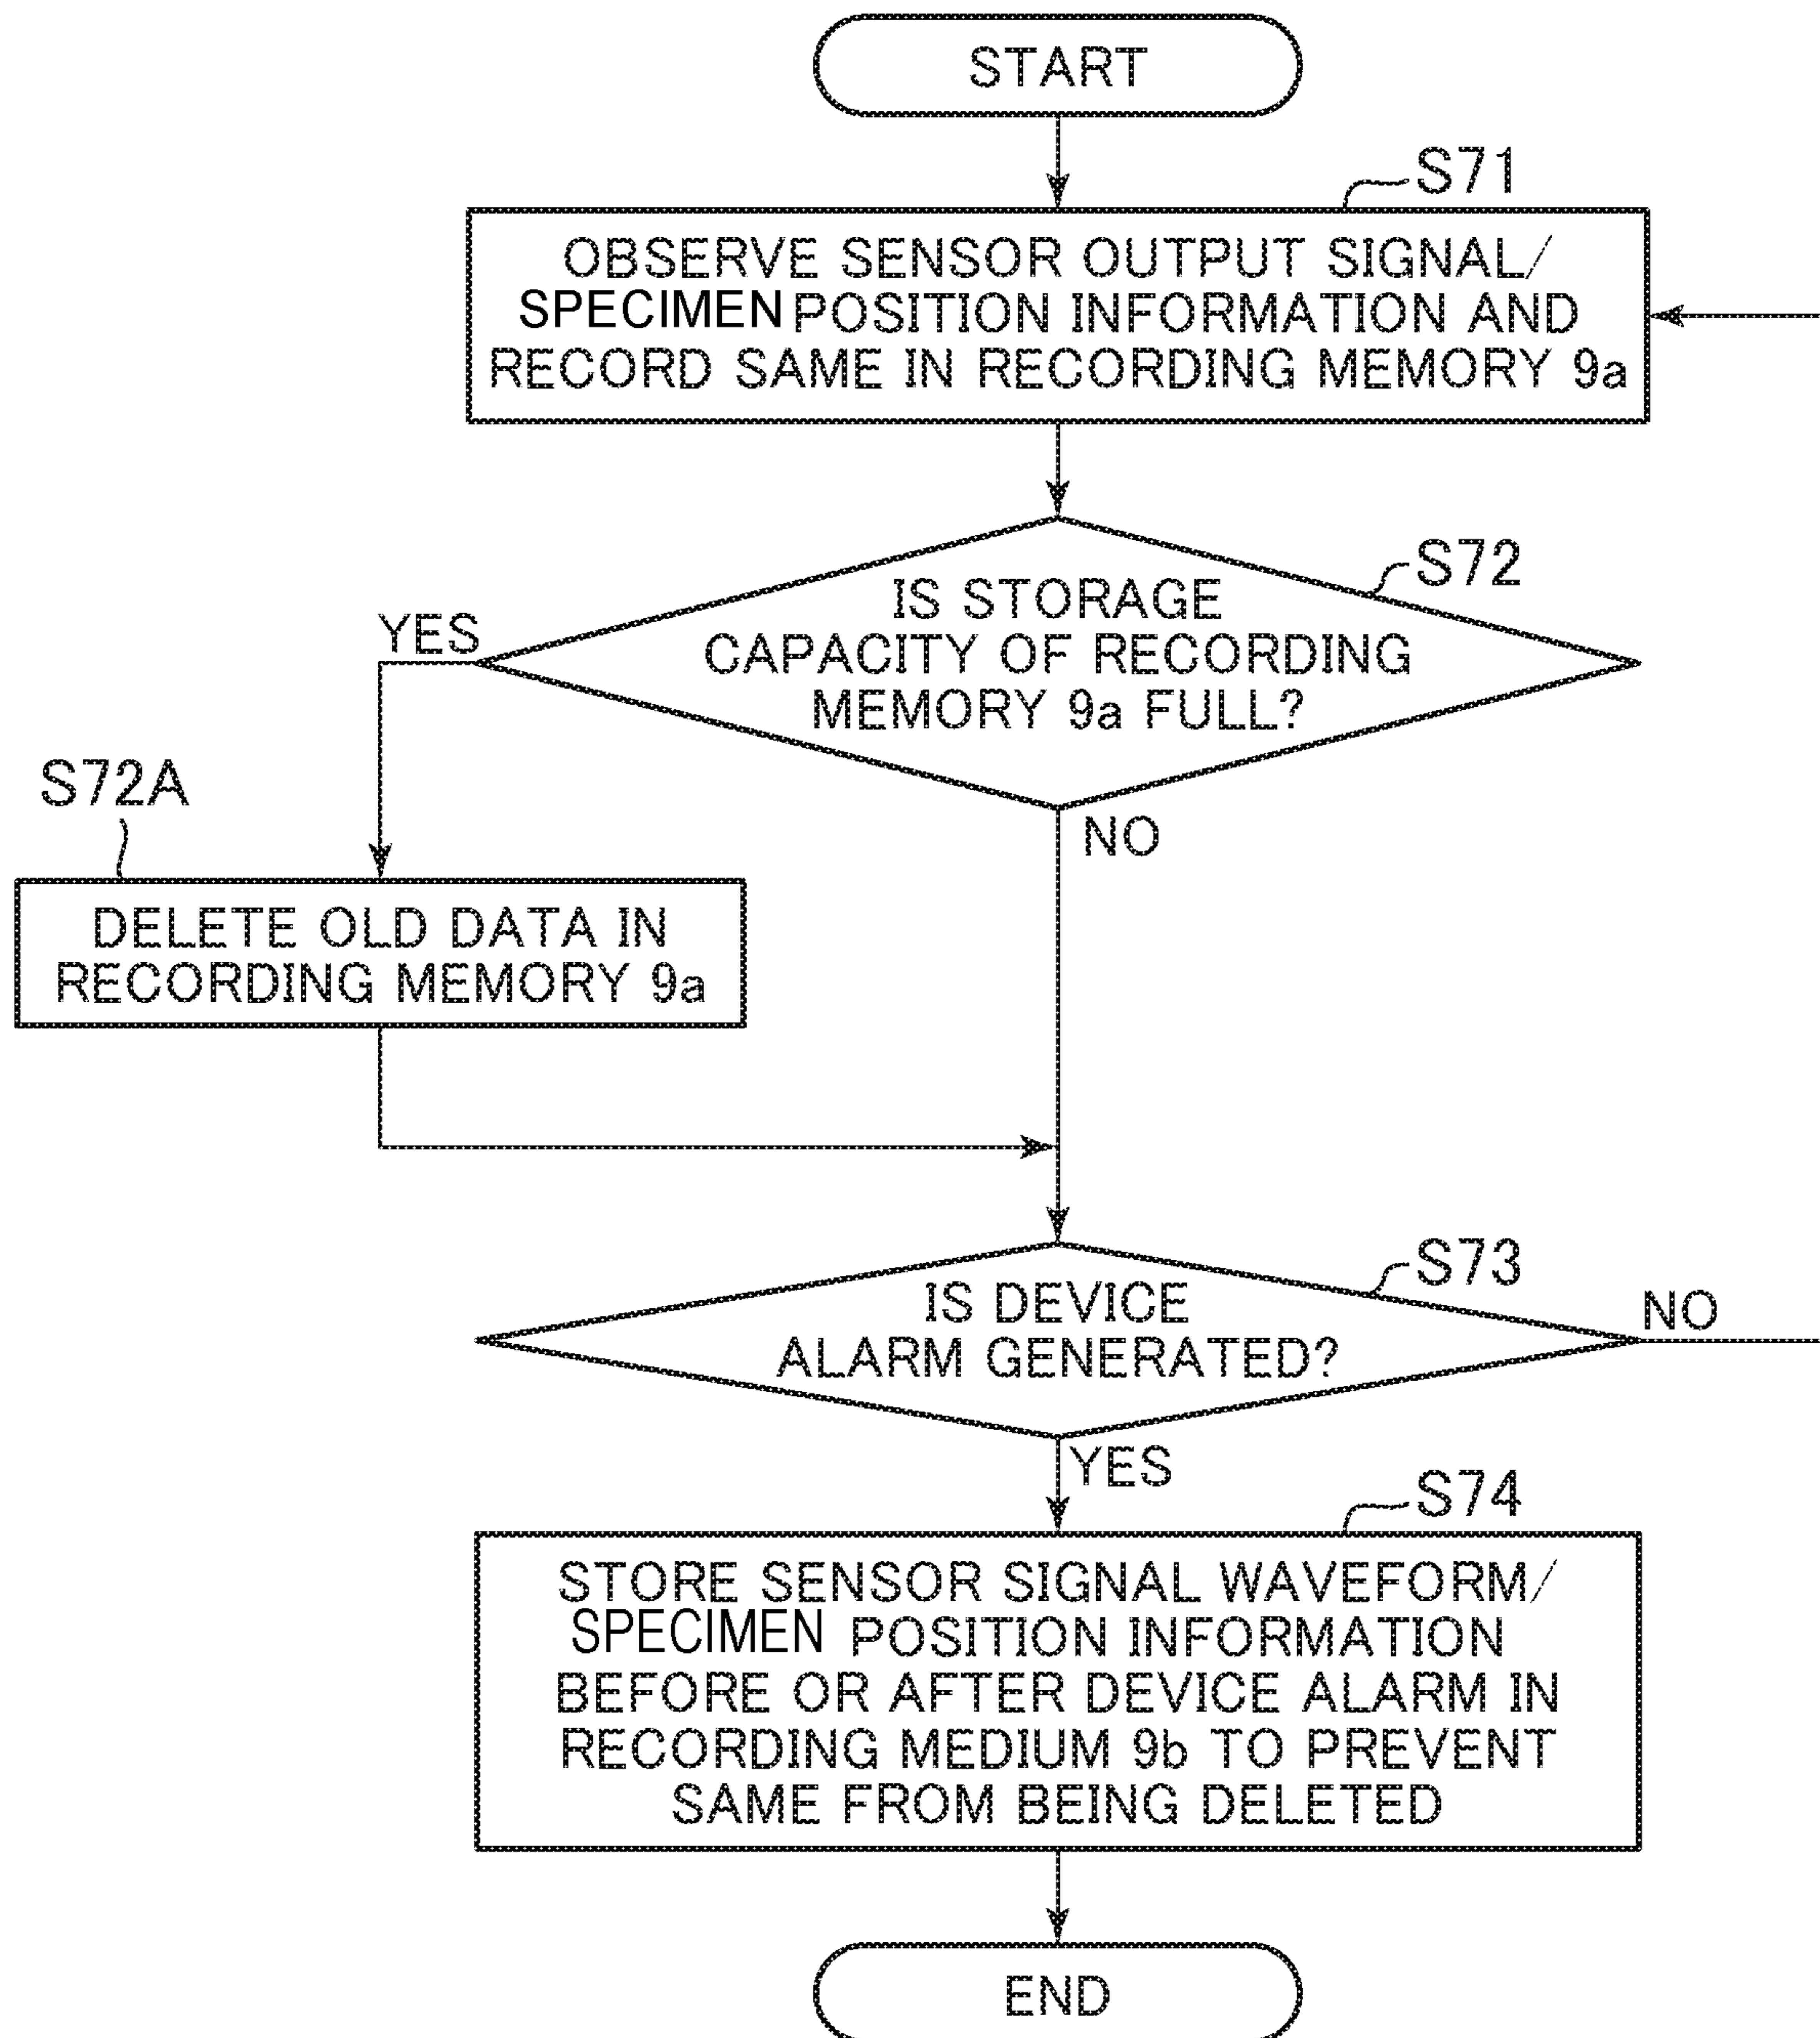 START
S71
OBSERVE SENSOR OUTPUT SIGNAL/
SPECIMEN POSITION INFORMATION AND
RECORD SAME IN RECORDING MEMORY 9a
S72
IS STORAGE
CAPACITY OF RECORDING
MEMORY 9a FULL?
YES
NO
S72A
DELETE OLD DATA IN
RECORDING MEMORY 9a
S73
IS DEVICE
ALARM GENERATED?
NO
YES
S74
STORE SENSOR SIGNAL WAVEFORM/
SPECIMEN POSITION INFORMATION
BEFORE OR AFTER DEVICE ALARM IN
RECORDING MEDIUM 9b TO PREVENT
SAME FROM BEING DELETED
END